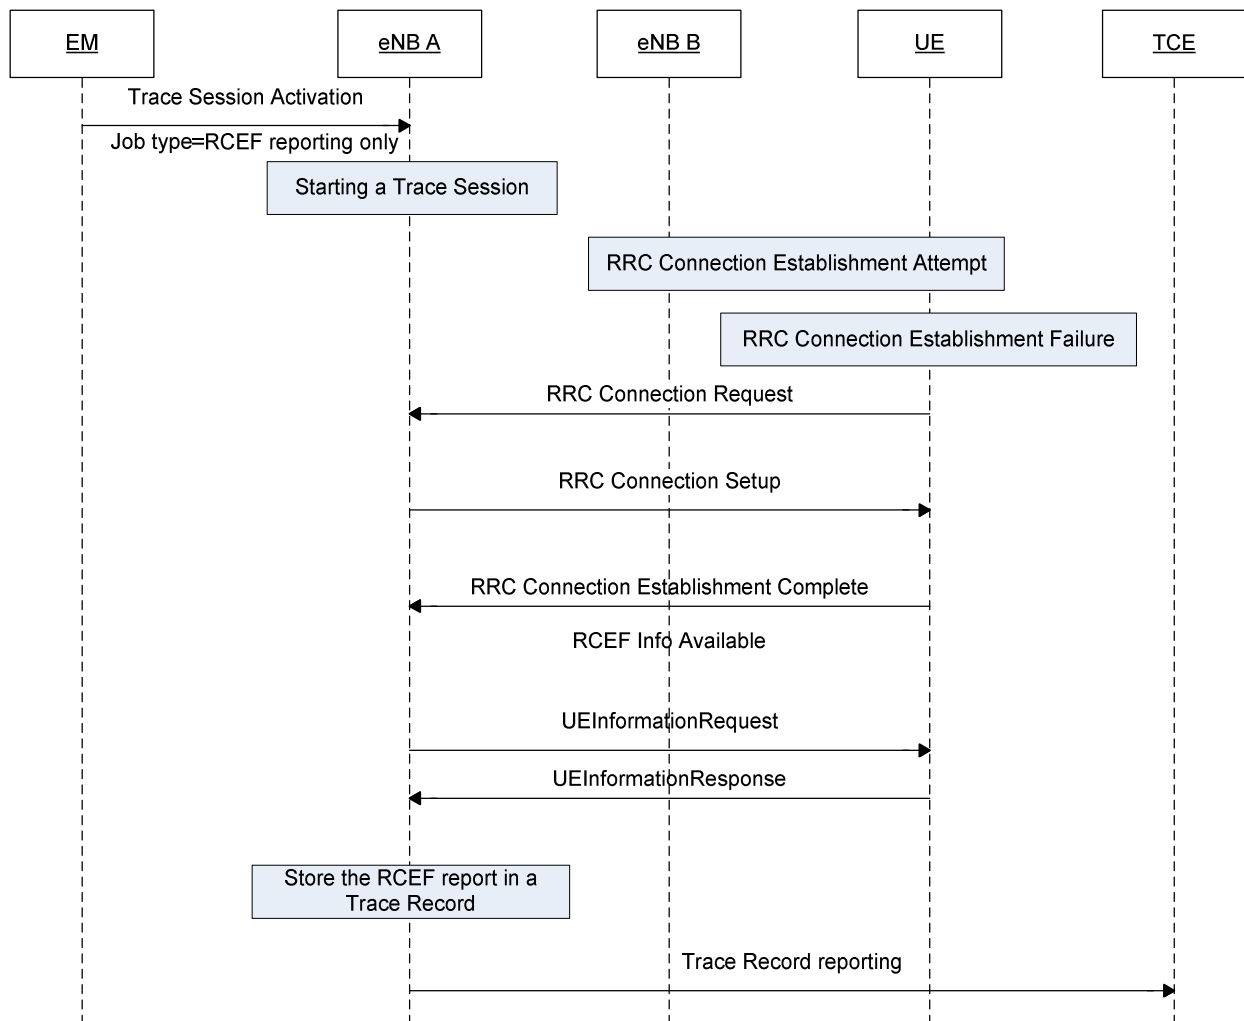 EM
eNB A
eNB B
UE
TCE
Trace Session Activation
Job type=RCEF reporting only
Starting a Trace Session
RRC Connection Establishment Attempt
RRC Connection Establishment Failure
RRC Connection Request
RRC Connection Setup
RRC Connection Establishment Complete
RCEF Info Available
UEInformationRequest
UEInformationResponse
Store the RCEF report in a
Trace Record
Trace Record reporting